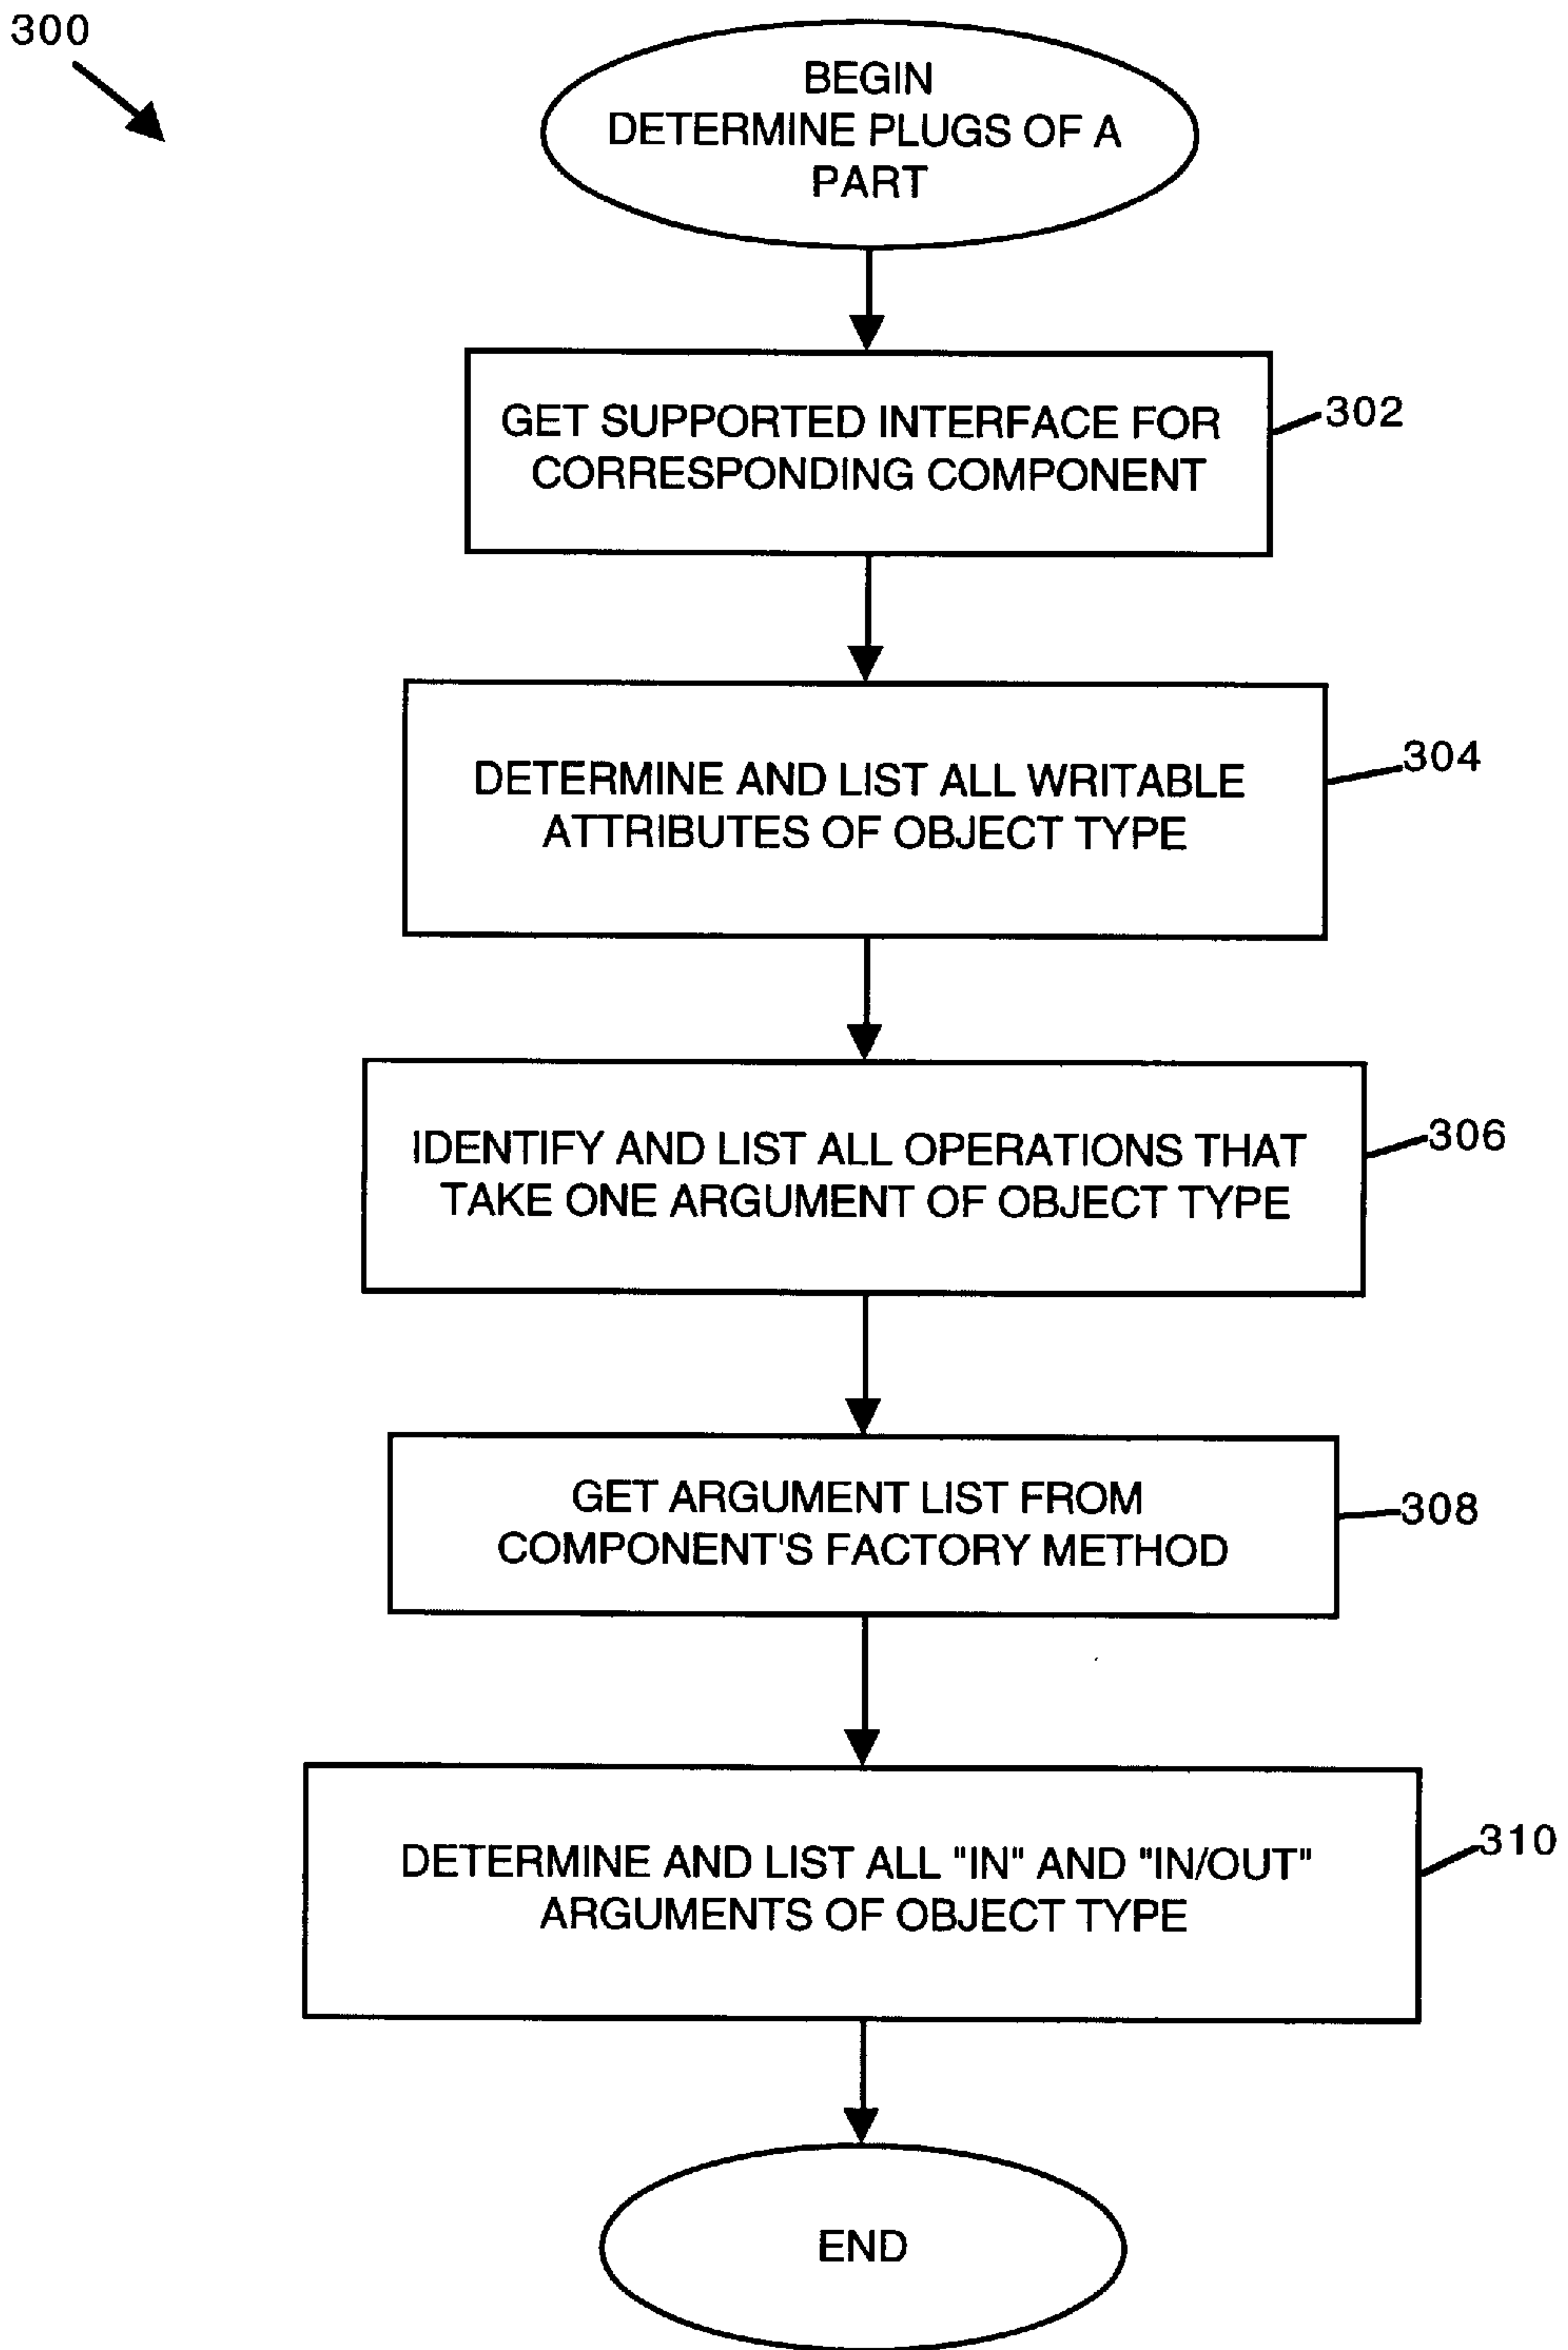 300
BEGIN
DETERMINE PLUGS OF A
PART
GET SUPPORTED INTERFACE FOR
CORRESPONDING COMPONENT
302
DETERMINE AND LIST ALL WRITABLE
ATTRIBUTES OF OBJECT TYPE
304
IDENTIFY AND LIST ALL OPERATIONS THAT
TAKE ONE ARGUMENT OF OBJECT TYPE
306
GET ARGUMENT LIST FROM
COMPONENT'S FACTORY METHOD
308
DETERMINE AND LIST ALL "IN" AND "IN/OUT"
ARGUMENTS OF OBJECT TYPE
310
END